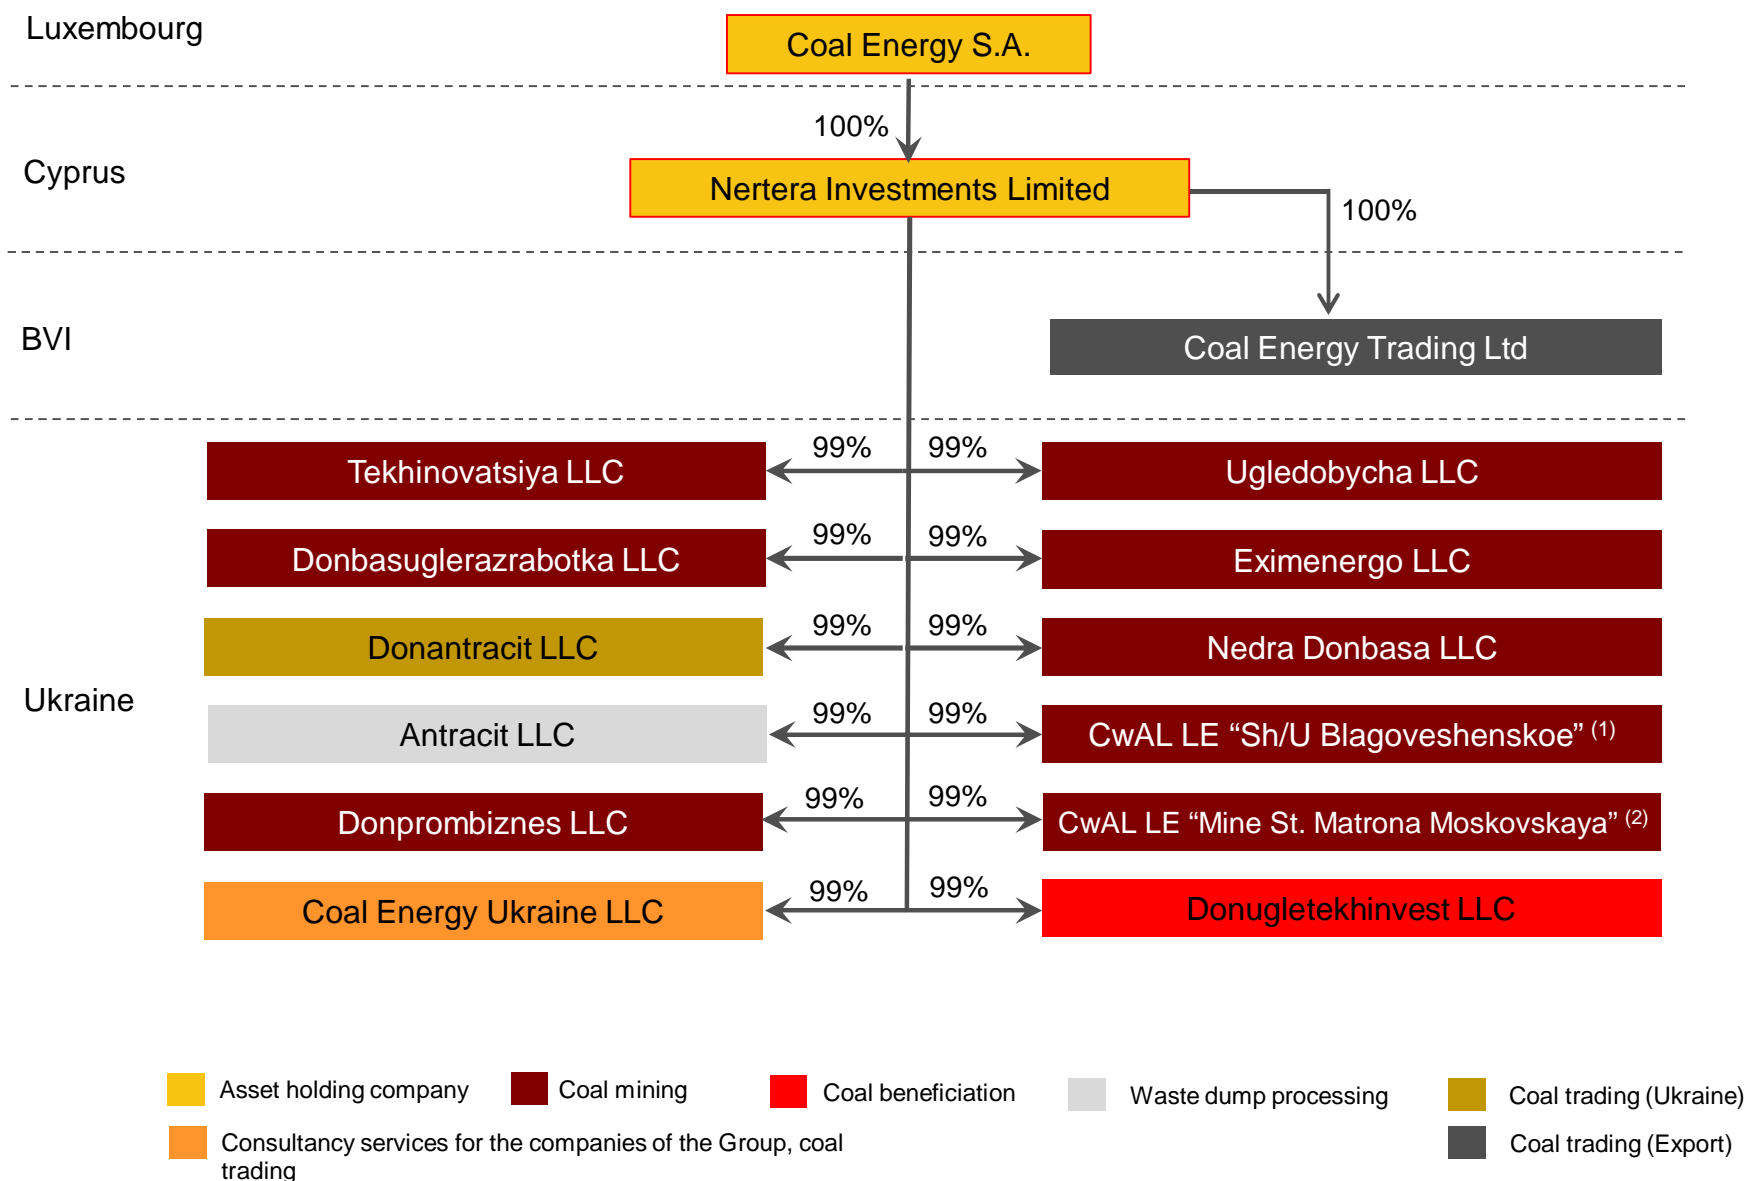 Luxembourg
Coal Energy S.A.
100%
Cyprus
Nertera Investments Limited
100%
BVI
Coal Energy Trading Ltd
99% 99%
Tekhinovatsiya LLC
Ugledobycha LLC
99% 99%
Donbasuglerazrabotka LLC
Eximenergo LLC
99% 99%
Donantracit LLC
Nedra Donbasa LLC
Ukraine
99% 99%
Antracit LLC
CwAL LE “Sh/U Blagoveshenskoe” (1)
99% 99%
Donprombiznes LLC
CwAL LE “Mine St. Matrona Moskovskaya” (2)
99% 99%
Coal Energy Ukraine LLC
Donugletekhinvest LLC
Asset holding company
Coal mining
Coal beneficiation
Waste dump processing
Coal trading (Ukraine)
Consultancy services for the companies of the Group, coal
trading
Coal trading (Export)